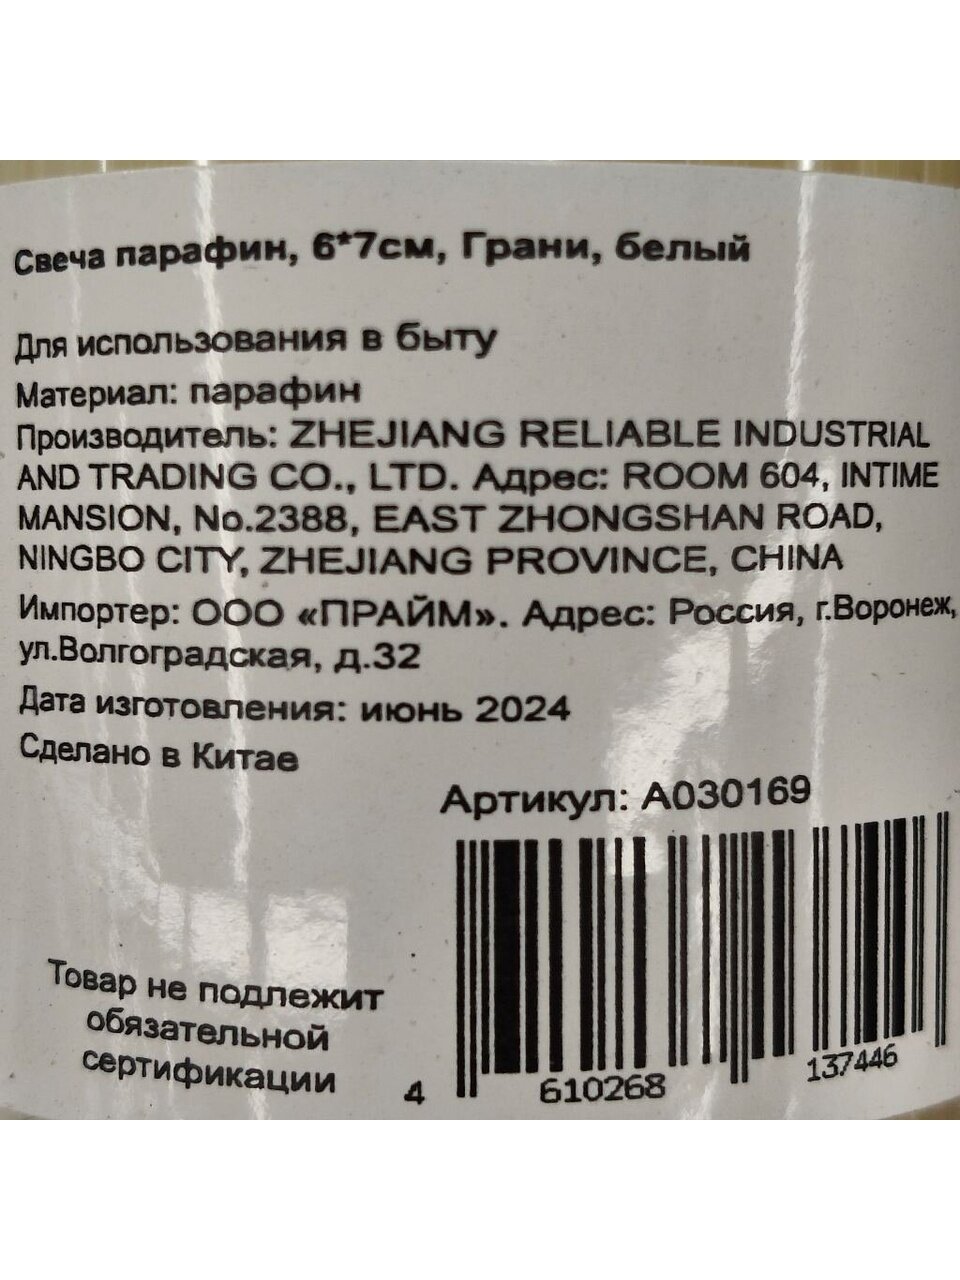 Свеча парафин, 6*7см, Грани, белый
Для использования в быту
Материал: парафин
Производитель: ZHEJIANG RELIABLE INDUSTRIAL
AND TRADING CO., LTD. Адрес: ROOM 604, INTIME
MANSION, No.2388, EAST ZHONGSHAN ROAD,
NINGBO CITY, ZHEJIANG PROVINCE, CHINA
Импортер: ООО «ПРАЙМ». Адрес: Россия, г.Воронеж,
ул.Волгоградская, д.32
Дата изготовления: июнь 2024
Сделано в Китае
Артикул: А030169
Товар не подлежит
обязательной
сертификации
4 610268 137446